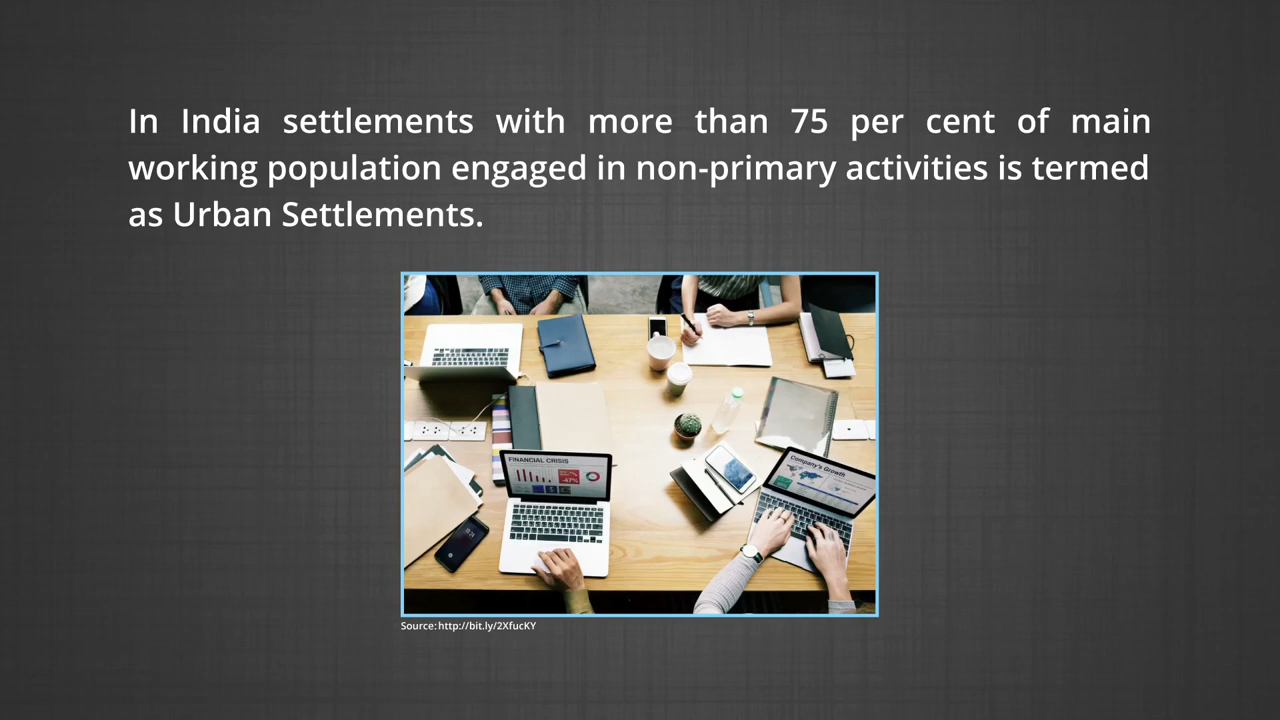 In India settlements with more than 75 per cent of main
working population engaged in non-primary activities is termed
as Urban Settlements.
FINANCIAL CRISIS
-47%
Company's Growth
Source: http://bit.ly/2XfucKY